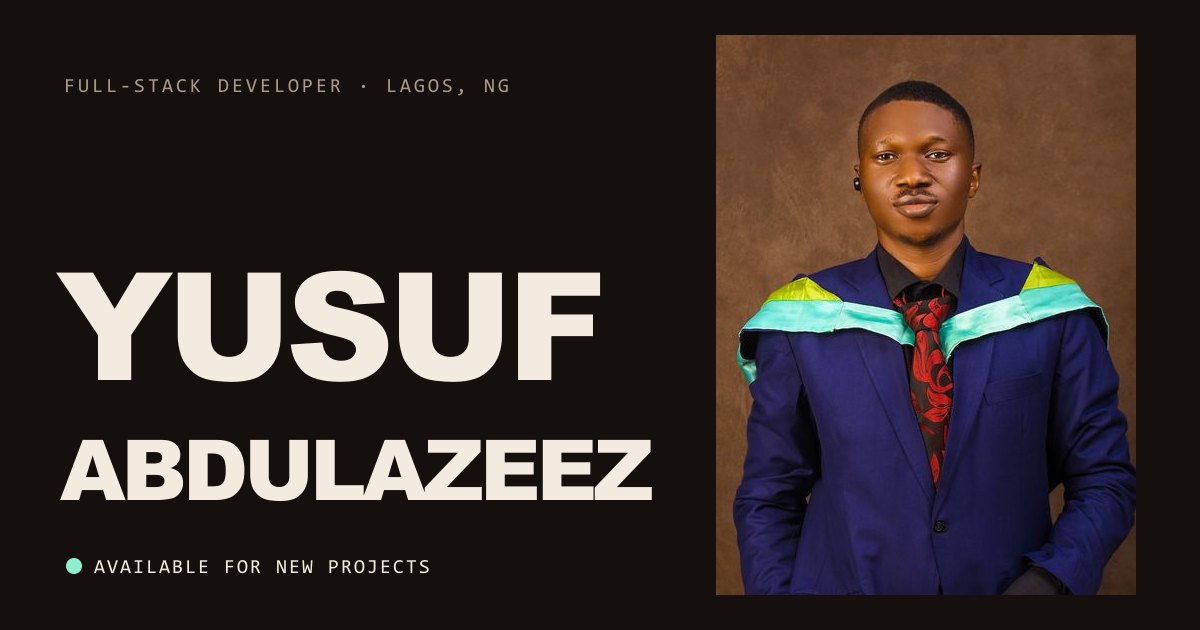 FULL-STACK DEVELOPER · LAGOS, NG
YUSUF
ABDULAZEEZ
AVAILABLE FOR NEW PROJECTS